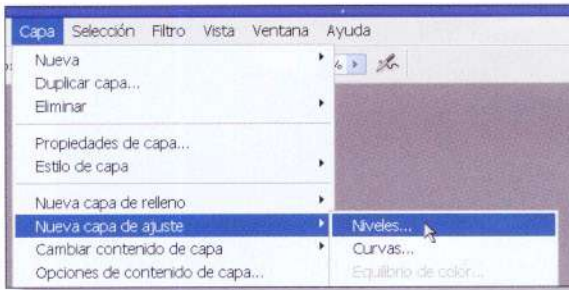 Capa Selección Filtro Vista Ventana Ayuda
Nueva
Duplicar capa...
Eliminar
Propiedades de capa...
Estilo de capa
Nueva capa de relleno
Nueva capa de ajuste
Niveles...
Cambiar contenido de capa
Curvas...
Opciones de contenido de capa...
Equilibrio de color...